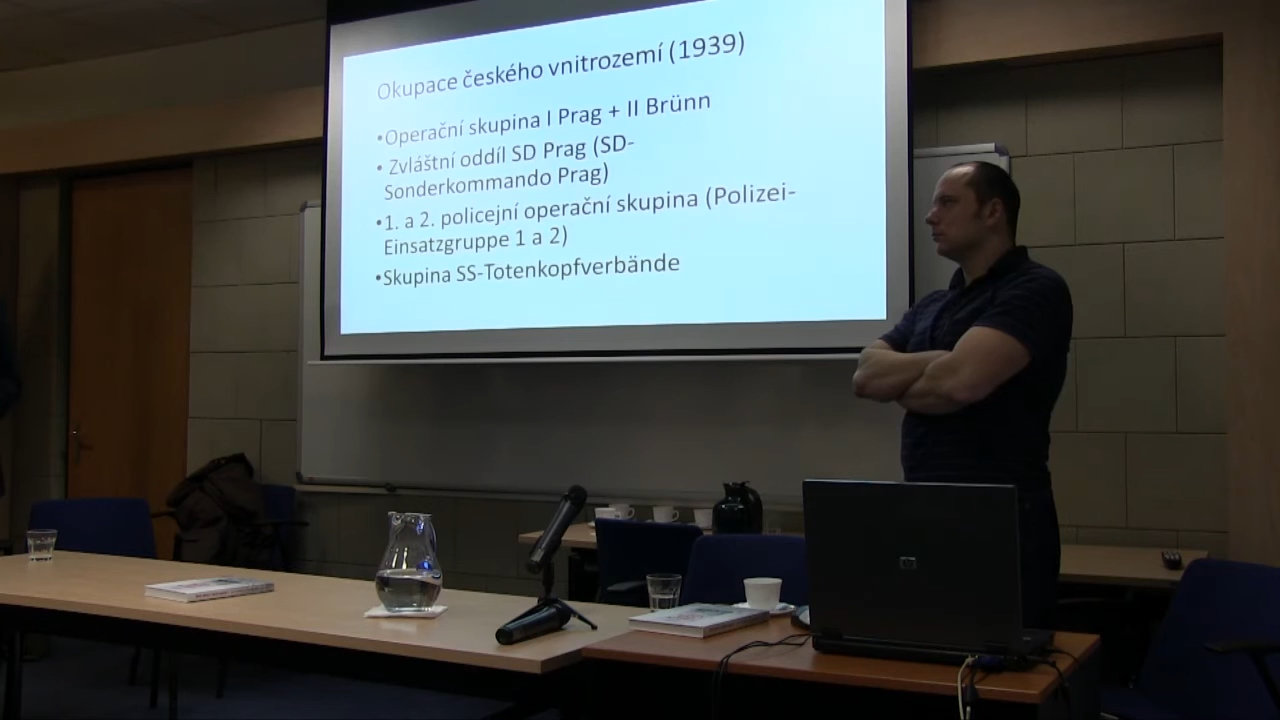 Okupace českého vnitrozemí (1939)
•Operační skupina I Prag + II Brünn
• Zvláštní oddíl SD Prag (SD-
Sonderkommando Prag)
•1. a 2. policejní operační skupina (Polizei-
Einsatzgruppe 1 a 2)
•Skupina SS-Totenkopfverbände
hp